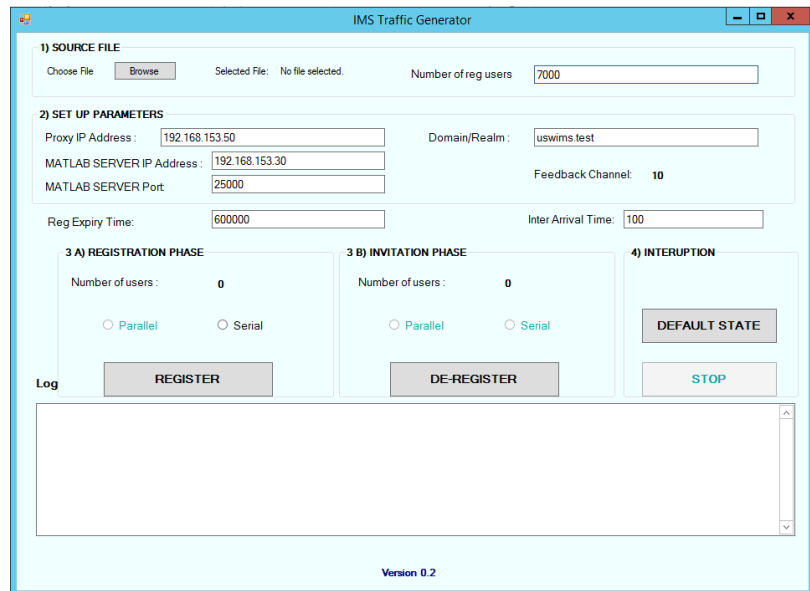 IMS Traffic Generator
1) SOURCE FILE
Choose File Browse Selected File: No file selected. Number of reg users 7000
2) SET UP PARAMETERS
Proxy IP Address : 192.168.153.50 Domain/Realm : uswims.test
MATLAB SERVER IP Address : 192.168.153.30
Feedback Channel: 10
MATLAB SERVER Port: 25000
Reg Expiry Time: 600000 Inter Arrival Time: 100
3 A) REGISTRATION PHASE 3 B) INVITATION PHASE 4) INTERUPTION
Number of users : 0 Number of users : 0
Parallel Serial Parallel Serial DEFAULT STATE
REGISTER DE-REGISTER STOP
Log
Version 0.2